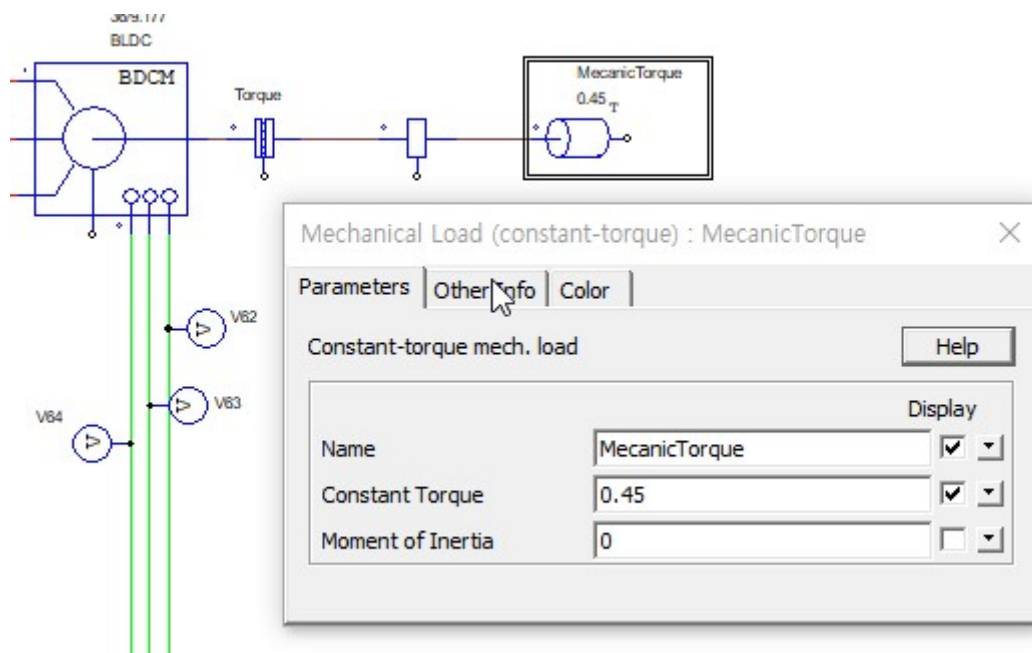 BLDC
BDCM
Torque
MecanicTorque
0.45
T
V62
V63
V64
Mechanical Load (constant-torque) : MecanicTorque
Parameters
Other Info
Color
Constant-torque mech. load
Help
Display
Name
MecanicTorque
Constant Torque
0.45
Moment of Inertia
0